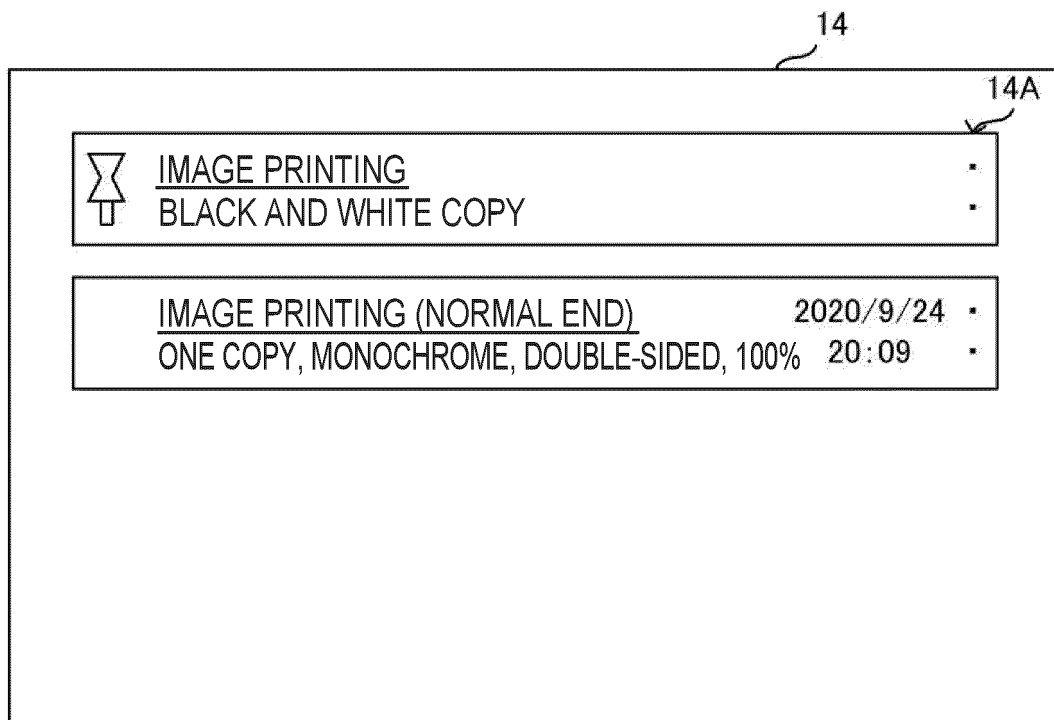 14
14A
IMAGE PRINTING
BLACK AND WHITE COPY
IMAGE PRINTING (NORMAL END) 2020/9/24
ONE COPY, MONOCHROME, DOUBLE-SIDED, 100% 20:09